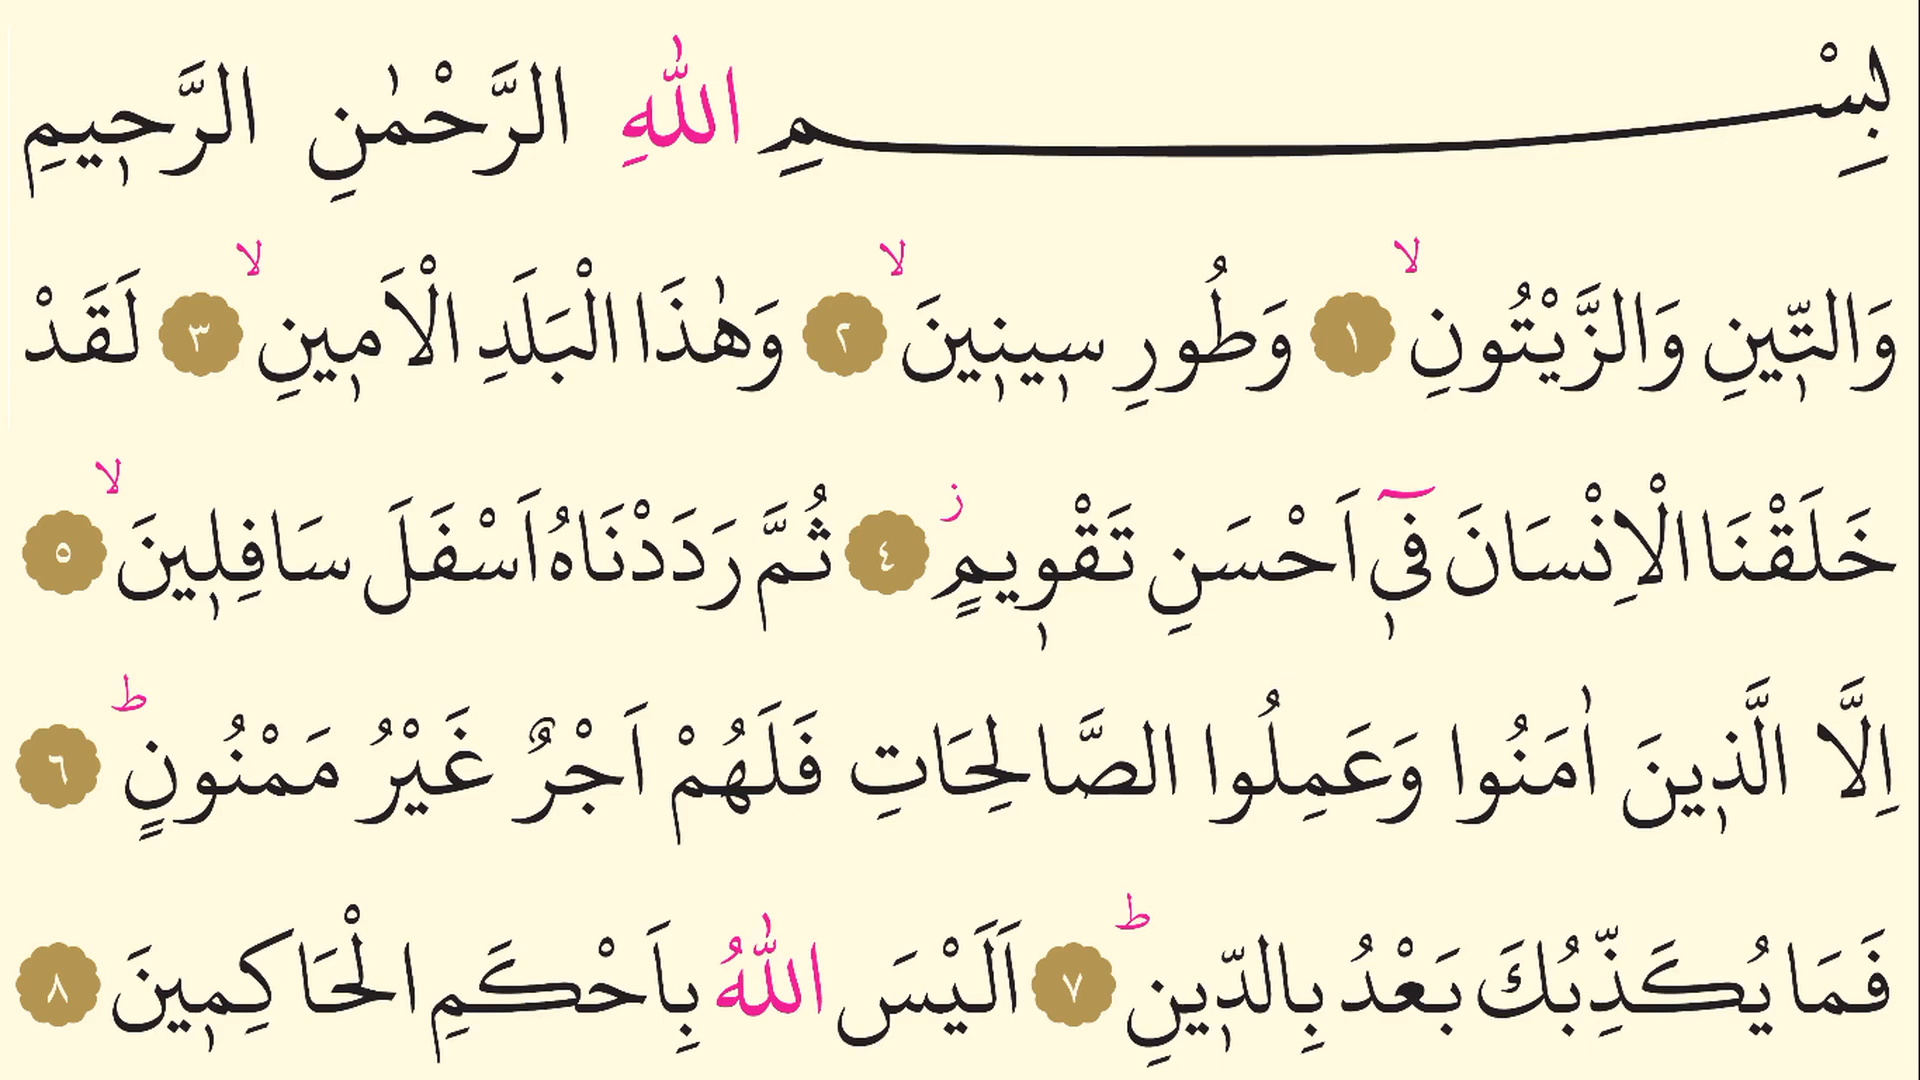 بِسْمِ اللّٰهِ الرَّحْمٰنِ الرَّح۪يمِ
وَالتّ۪ينِ وَالزَّيْتُونِۙ ﴿١﴾ وَطُورِ س۪ين۪ينَۙ ﴿٢﴾ وَهٰذَا الْبَلَدِ الْاَم۪ينِۙ ﴿٣﴾ لَقَدْ
خَلَقْنَا الْاِنْسَانَ ف۪ٓي اَحْسَنِ تَقْو۪يمٍۘ ﴿٤﴾ ثُمَّ رَدَدْنَاهُ اَسْفَلَ سَافِل۪ينَۙ ﴿٥﴾
اِلَّا الَّذ۪ينَ اٰمَنُوا وَعَمِلُوا الصَّالِحَاتِ فَلَهُمْ اَجْرٌ غَيْرُ مَمْنُونٍۜ ﴿٦﴾
فَمَا يُكَذِّبُكَ بَعْدُ بِالدّ۪ينِۜ ﴿٧﴾ اَلَيْسَ اللّٰهُ بِاَحْكَمِ الْحَاكِم۪ينَ ﴿٨﴾